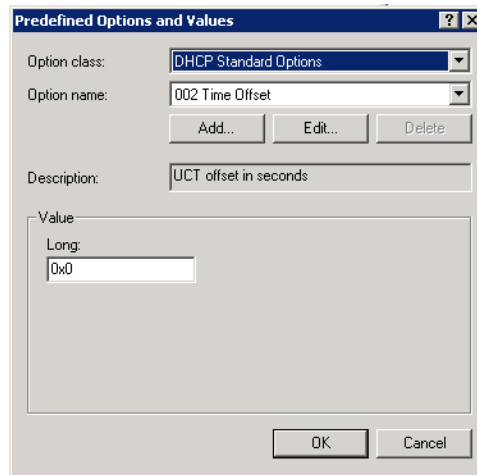 Predefined Options and Values
Option class: DHCP Standard Options
Option name: 002 Time Offset
Add... Edit... Delete
Description: UCT offset in seconds
Value
Long:
0x0
OK Cancel